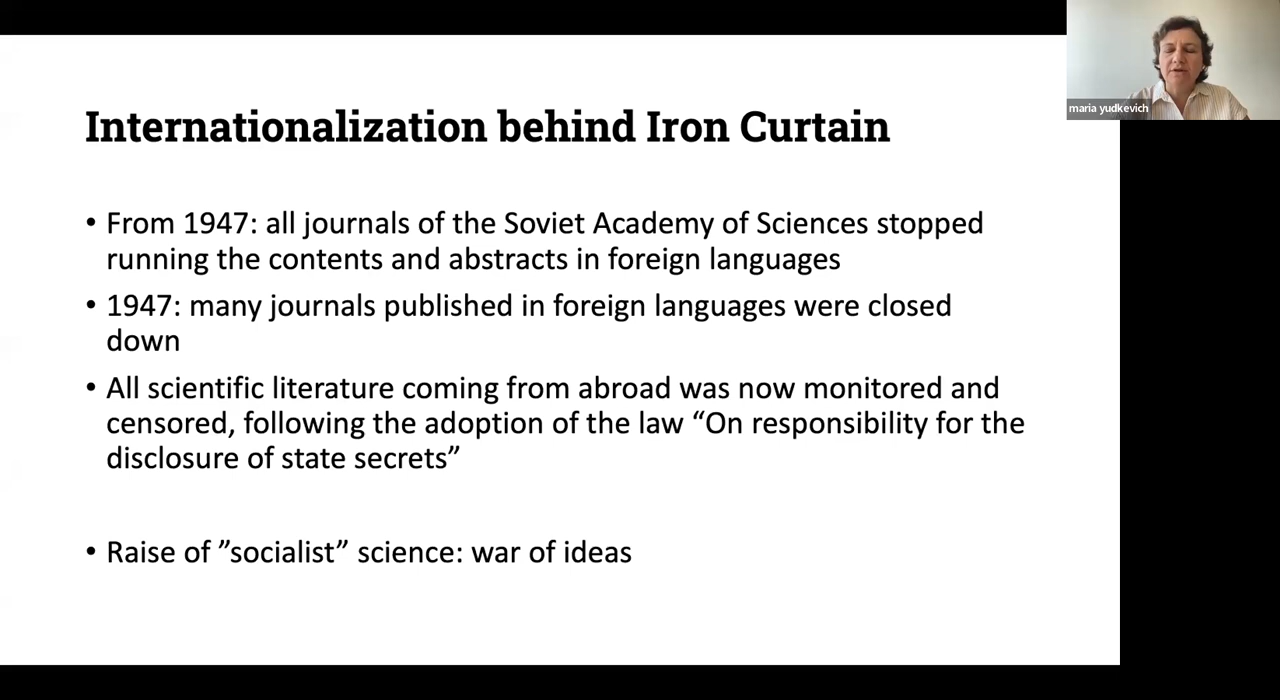 maria yudkevich
Internationalization behind Iron Curtain
• From 1947: all journals of the Soviet Academy of Sciences stopped
running the contents and abstracts in foreign languages
• 1947: many journals published in foreign languages were closed
down
• All scientific literature coming from abroad was now monitored and
censored, following the adoption of the law “On responsibility for the
disclosure of state secrets”
• Raise of ”socialist” science: war of ideas